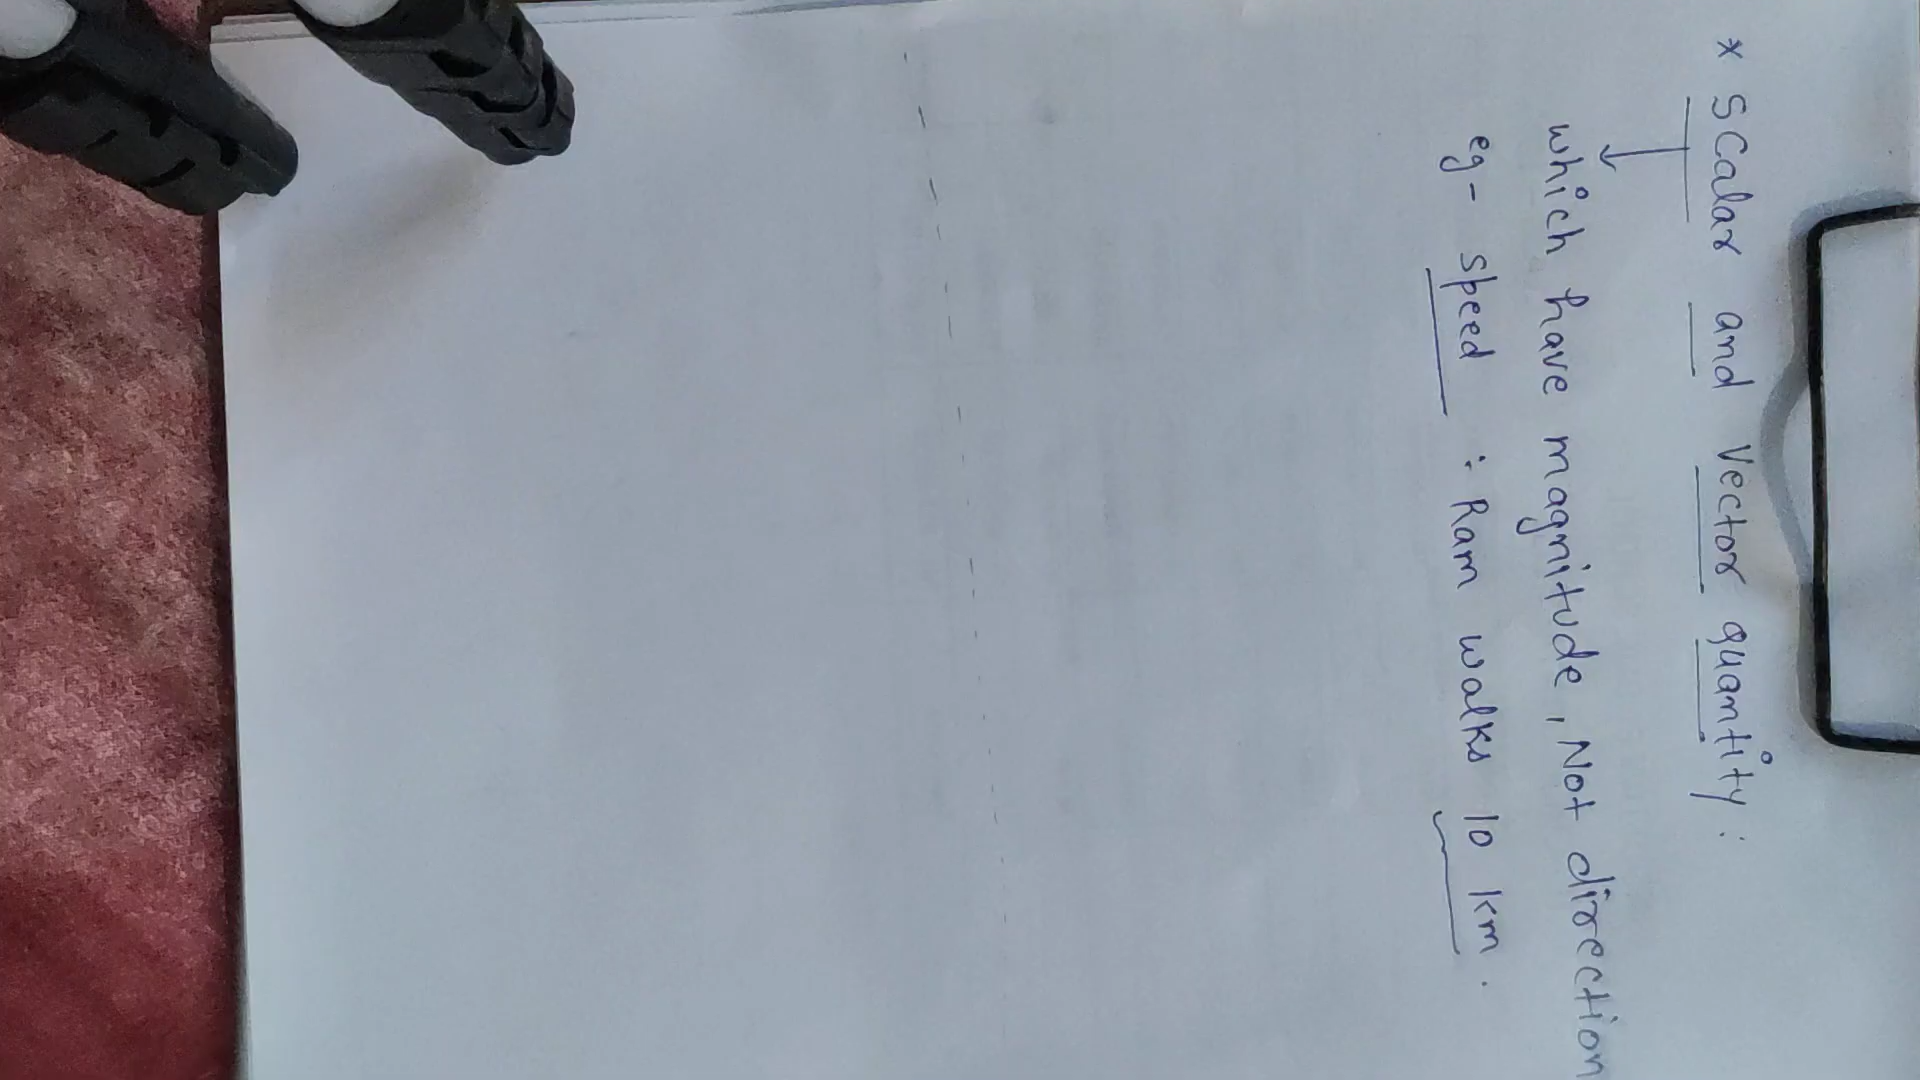 * Scalar and Vector quantity :
which have magnitude, Not direction
eg- speed : Ram walks 10 km.